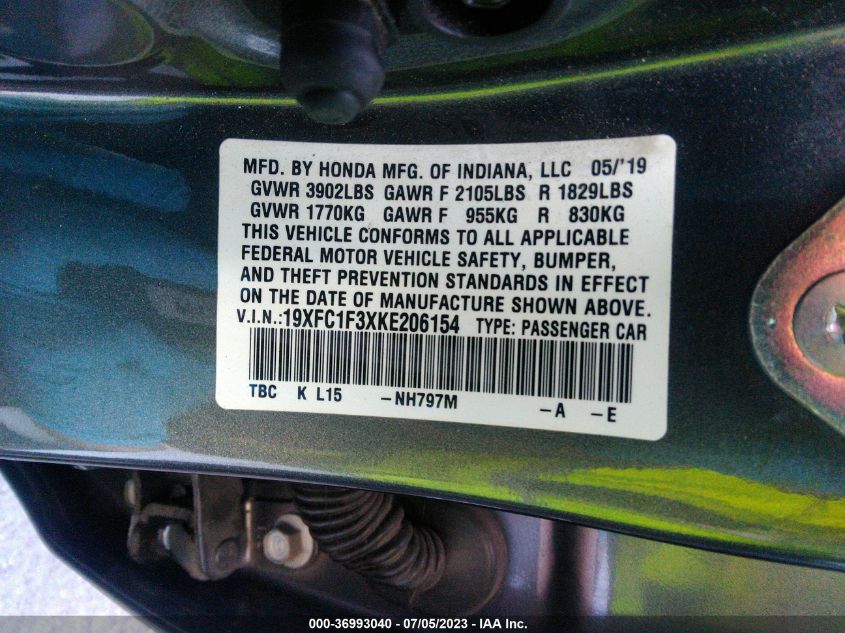 MFD. BY HONDA MFG. OF INDIANA, LLC 05/'19
GVWR 3902LBS GAWR F 2105LBS R 1829LBS
GVWR 1770KG GAWR F 955KG R 830KG
THIS VEHICLE CONFORMS TO ALL APPLICABLE
FEDERAL MOTOR VEHICLE SAFETY, BUMPER,
AND THEFT PREVENTION STANDARDS IN EFFECT
ON THE DATE OF MANUFACTURE SHOWN ABOVE.
V.I.N.:19XFC1F3XKE206154 TYPE: PASSENGER CAR
TBC K L15 -NH797M -A -E
000-36993040 / 07/05/2023 / IAA Inc.